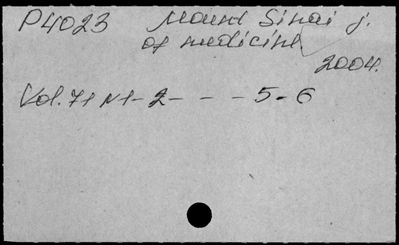 P4023 Mount Sinai j.
of medicine
2004.
Vol. 71 N1-2- - - 5-6